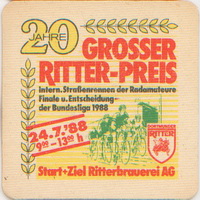 20 JAHRE
GROSSER
RITTER-PREIS
Intern. Straßenrennen der Radamateure
Finale u. Entscheidung
der Bundesliga 1988
24.7.'88
9⁰⁰-13³⁰ h
RITTER
Start+Ziel Ritterbrauerei AG